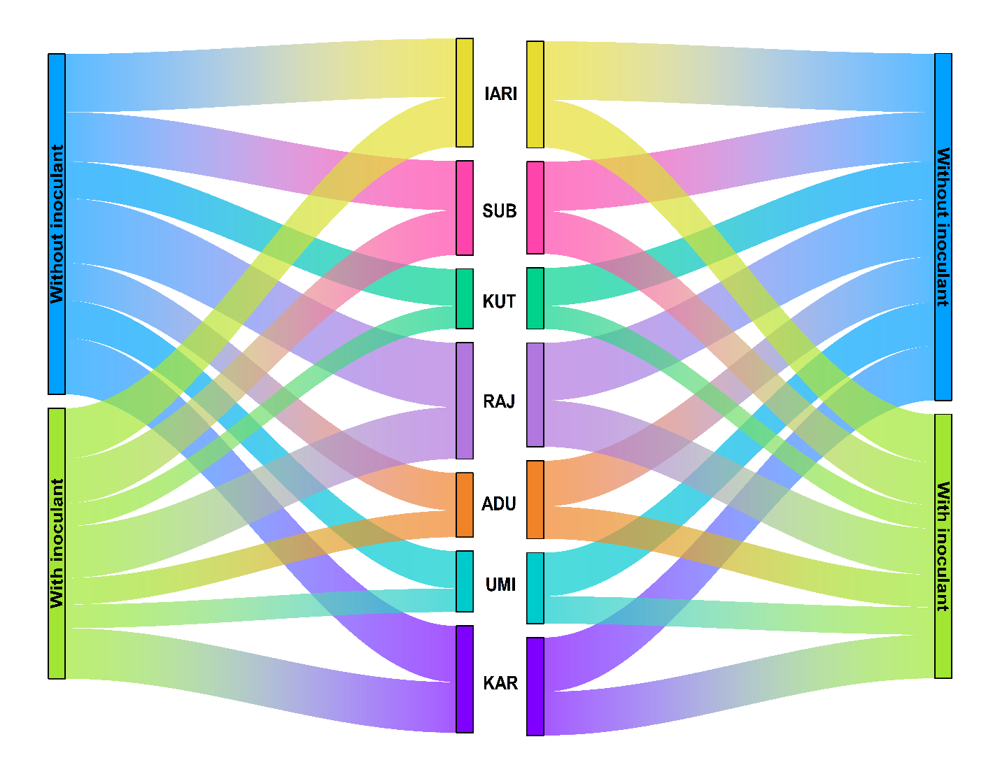 Without inoculant
With inoculant
IARI
SUB
KUT
RAJ
ADU
UMI
KAR
Without inoculant
With inoculant